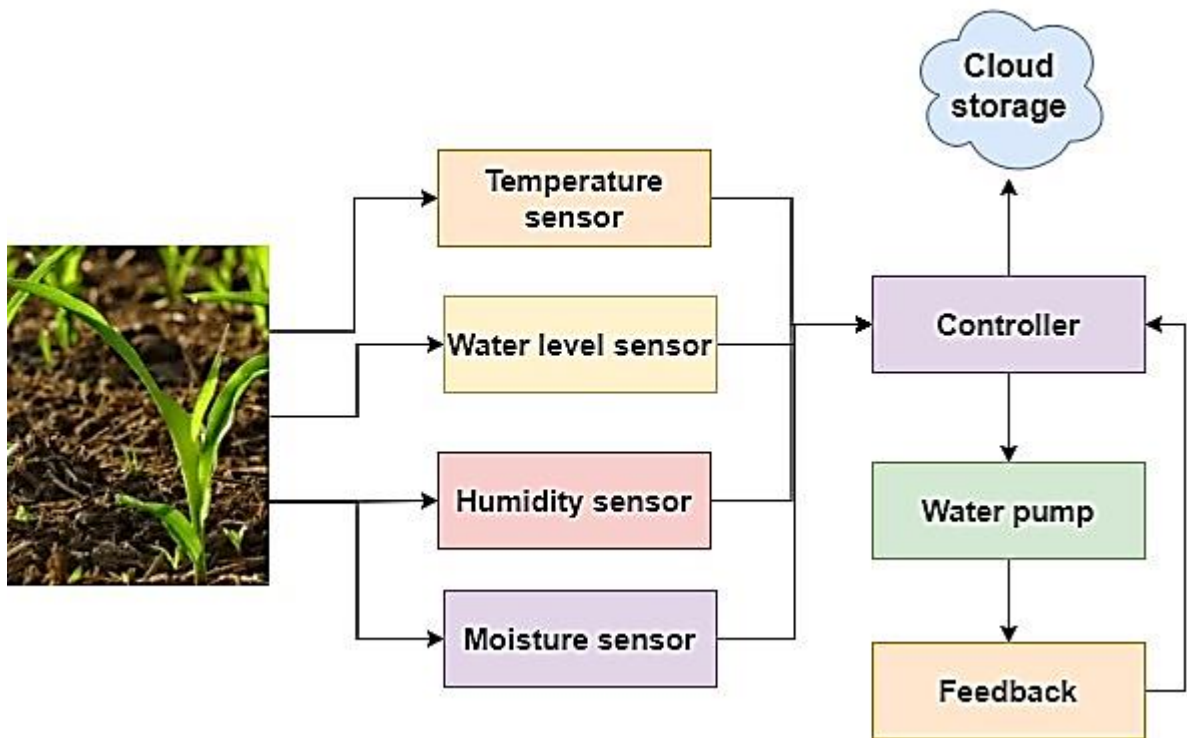 Cloud
storage
Temperature
sensor
Water level sensor
Controller
Humidity sensor
Water pump
Moisture sensor
Feedback